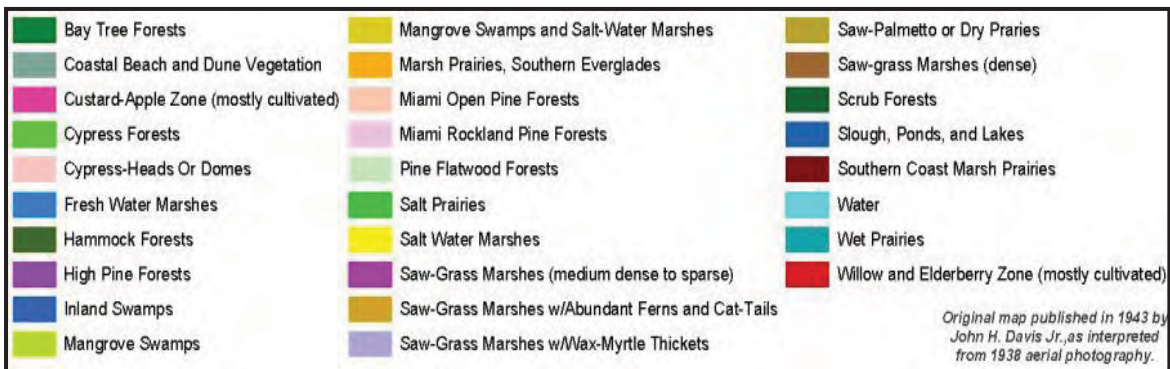 Bay Tree Forests
Coastal Beach and Dune Vegetation
Custard-Apple Zone (mostly cultivated)
Cypress Forests
Cypress-Heads Or Domes
Fresh Water Marshes
Hammock Forests
High Pine Forests
Inland Swamps
Mangrove Swamps
Mangrove Swamps and Salt-Water Marshes
Marsh Prairies, Southern Everglades
Miami Open Pine Forests
Miami Rockland Pine Forests
Pine Flatwood Forests
Salt Prairies
Salt Water Marshes
Saw-Grass Marshes (medium dense to sparse)
Saw-Grass Marshes w/Abundant Ferns and Cat-Tails
Saw-Grass Marshes w/Wax-Myrtle Thickets
Saw-Palmetto or Dry Praries
Saw-grass Marshes (dense)
Scrub Forests
Slough, Ponds, and Lakes
Southern Coast Marsh Prairies
Water
Wet Prairies
Willow and Elderberry Zone (mostly cultivated)
Original map published in 1943 by
John H. Davis Jr.,as interpreted
from 1938 aerial photography.